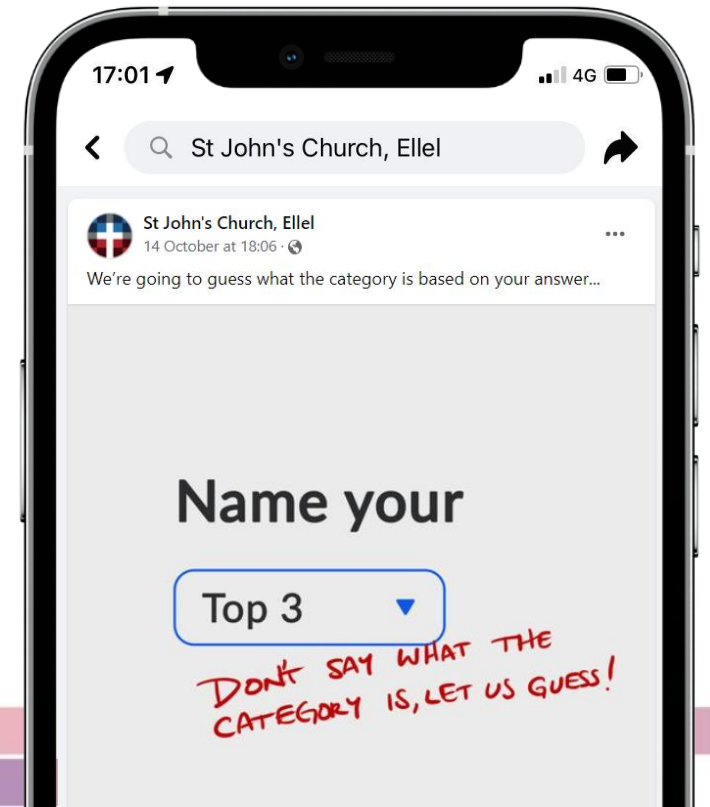 17:01 4G
St John's Church, Ellel
St John's Church, Ellel
14 October at 18:06 ·
We're going to guess what the category is based on your answer...
Name your
Top 3
DON'T SAY WHAT THE
CATEGORY IS, LET US GUESS!